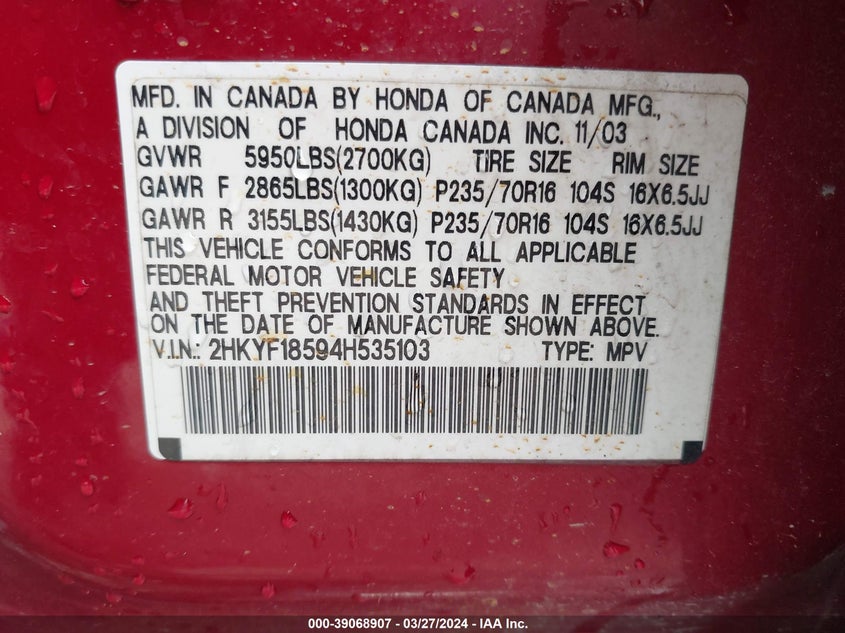 MFD. IN CANADA BY HONDA OF CANADA MFG.,
A DIVISION OF HONDA CANADA INC. 11/03
GVWR 5950LBS(2700KG) TIRE SIZE RIM SIZE
GAWR F 2865LBS(1300KG) P235/70R16 104S 16X6.5JJ
GAWR R 3155LBS(1430KG) P235/70R16 104S 16X6.5JJ
THIS VEHICLE CONFORMS TO ALL APPLICABLE
FEDERAL MOTOR VEHICLE SAFETY
AND THEFT PREVENTION STANDARDS IN EFFECT
ON THE DATE OF MANUFACTURE SHOWN ABOVE.
V.I.N.: 2HKYF18594H535103 TYPE: MPV
000-39068907 - 03/27/2024 - IAA Inc.